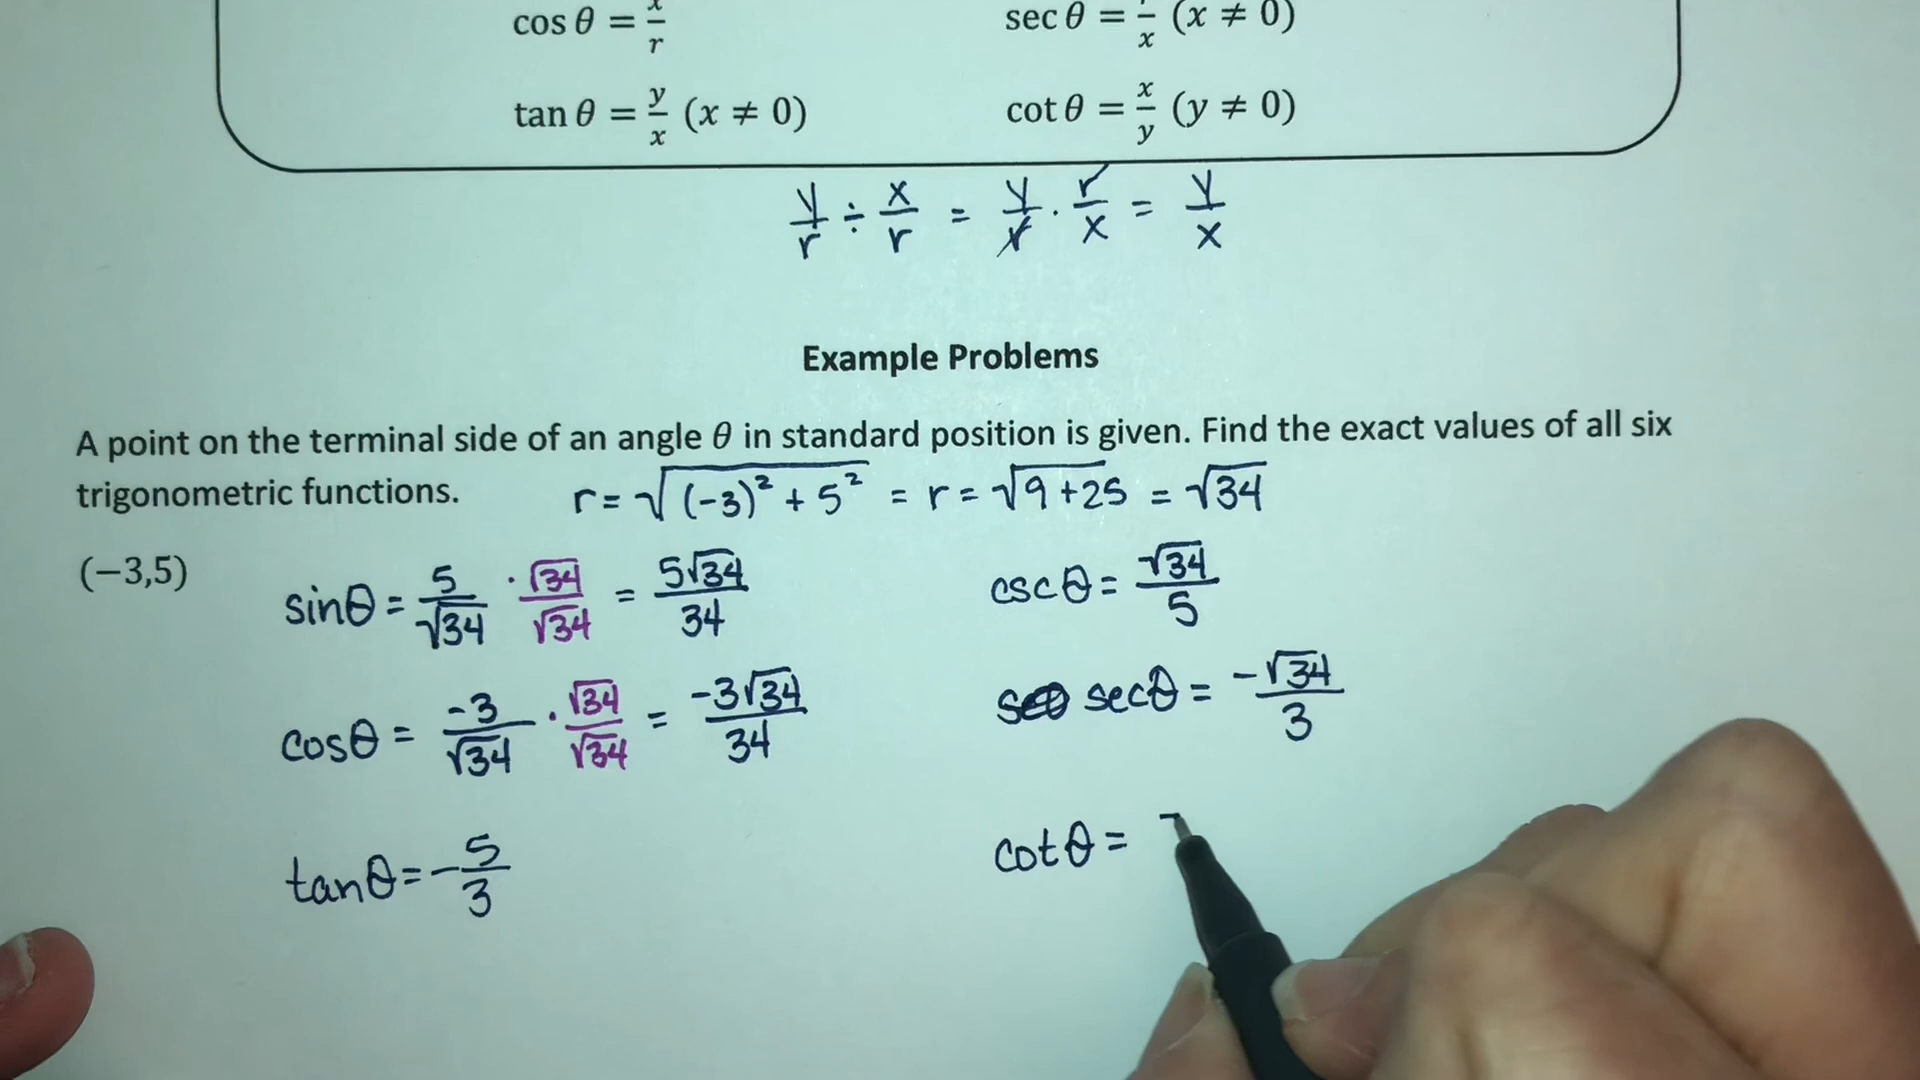 cos θ = x/r
sec θ = r/x (x ≠ 0)
tan θ = y/x (x ≠ 0)
cot θ = x/y (y ≠ 0)
y/r ÷ x/r = y/r · r/x = y/x
Example Problems
A point on the terminal side of an angle θ in standard position is given. Find the exact values of all six
trigonometric functions.
r = √((-3)² + 5²) = r = √(9+25) = √34
(−3,5)
sinθ = 5/√34 · √34/√34 = 5√34/34
cscθ = √34/5
cosθ = -3/√34 · √34/√34 = -3√34/34
secθ = -√34/3
tanθ = -5/3
cotθ = -